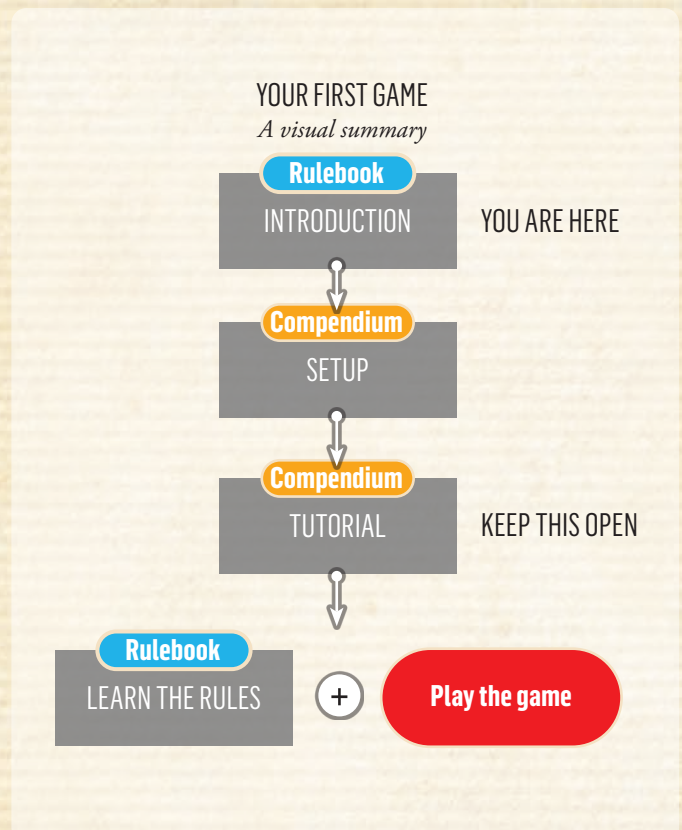 YOUR FIRST GAME
A visual summary
Rulebook
INTRODUCTION
YOU ARE HERE
Compendium
SETUP
Compendium
TUTORIAL
KEEP THIS OPEN
Rulebook
LEARN THE RULES
+
Play the game